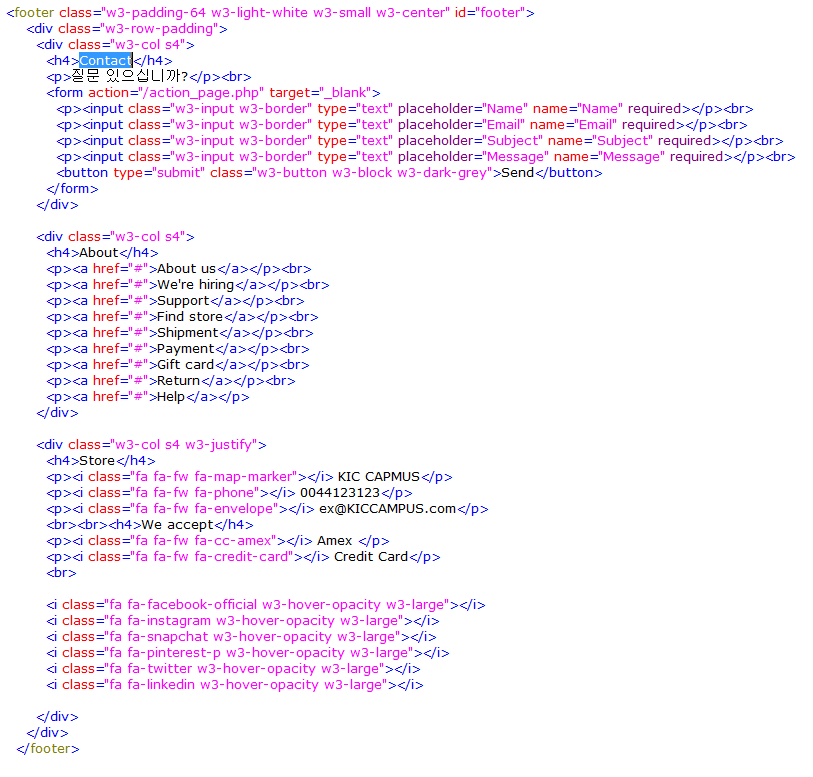 <footer class="w3-padding-64 w3-light-white w3-small w3-center" id="footer">
<div class="w3-row-padding">
<div class="w3-col s4">
<h4>Contact</h4>
<p>질문 있으십니까?</p><br>
<form action="/action_page.php" target="_blank">
<p><input class="w3-input w3-border" type="text" placeholder="Name" name="Name" required></p><br>
<p><input class="w3-input w3-border" type="text" placeholder="Email" name="Email" required></p><br>
<p><input class="w3-input w3-border" type="text" placeholder="Subject" name="Subject" required></p><br>
<p><input class="w3-input w3-border" type="text" placeholder="Message" name="Message" required></p><br>
<button type="submit" class="w3-button w3-block w3-dark-grey">Send</button>
</form>
</div>
<div class="w3-col s4">
<h4>About</h4>
<p><a href="#">About us</a></p><br>
<p><a href="#">We're hiring</a></p><br>
<p><a href="#">Support</a></p><br>
<p><a href="#">Find store</a></p><br>
<p><a href="#">Shipment</a></p><br>
<p><a href="#">Payment</a></p><br>
<p><a href="#">Gift card</a></p><br>
<p><a href="#">Return</a></p><br>
<p><a href="#">Help</a></p>
</div>
<div class="w3-col s4 w3-justify">
<h4>Store</h4>
<p><i class="fa fa-fw fa-map-marker"></i> KIC CAPMUS</p>
<p><i class="fa fa-fw fa-phone"></i> 0044123123</p>
<p><i class="fa fa-fw fa-envelope"></i> ex@KICCAMPUS.com</p>
<br><br><h4>We accept</h4>
<p><i class="fa fa-fw fa-cc-amex"></i> Amex </p>
<p><i class="fa fa-fw fa-credit-card"></i> Credit Card</p>
<br>
<i class="fa fa-facebook-official w3-hover-opacity w3-large"></i>
<i class="fa fa-instagram w3-hover-opacity w3-large"></i>
<i class="fa fa-snapchat w3-hover-opacity w3-large"></i>
<i class="fa fa-pinterest-p w3-hover-opacity w3-large"></i>
<i class="fa fa-twitter w3-hover-opacity w3-large"></i>
<i class="fa fa-linkedin w3-hover-opacity w3-large"></i>
</div>
</div>
</footer>